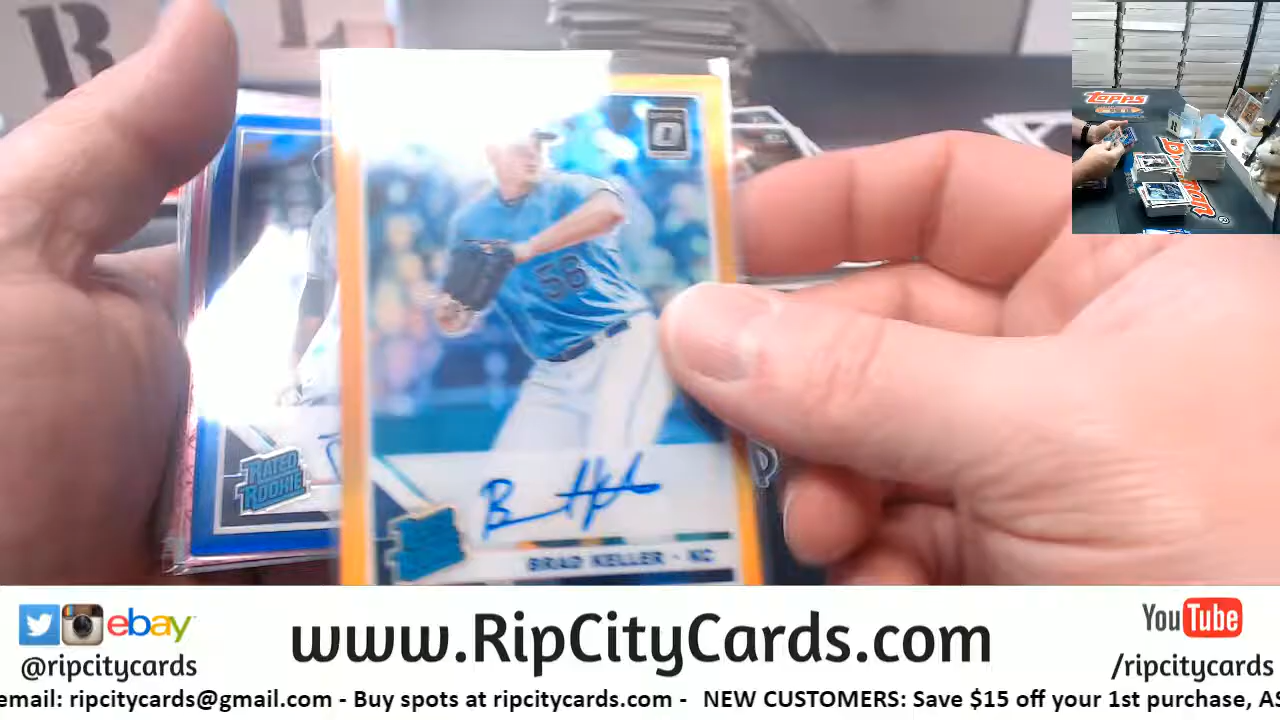 B L
topps
OPTIC
58
RATED
ROOKIE
BRAD KELLER - KC
ebay
@ripcitycards
www.RipCityCards.com
YouTube
/ripcitycards
email: ripcitycards@gmail.com - Buy spots at ripcitycards.com - NEW CUSTOMERS: Save $15 off your 1st purchase, AS